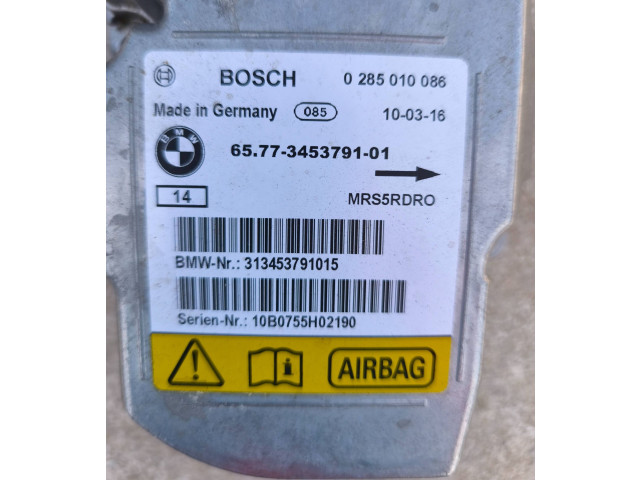 BOSCH 0 285 010 086
Made in Germany 085 10-03-16
BMW 65.77-3453791-01
14 MRS5RDRO
BMW-Nr.: 313453791015
Serien-Nr.: 10B0755H02190
AIRBAG